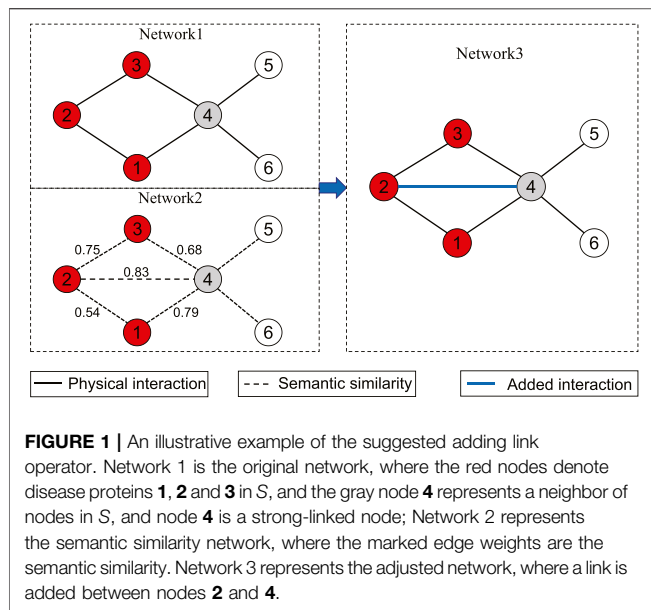 Network1
3
5
2
4
1
6
Network2
3
5
0.75
0.68
2
0.83
4
0.54
0.79
1
6
Network3
3
5
2
4
1
6
Physical interaction
Semantic similarity
Added interaction
FIGURE 1 | An illustrative example of the suggested adding link
operator. Network 1 is the original network, where the red nodes denote
disease proteins 1, 2 and 3 in S, and the gray node 4 represents a neighbor of
nodes in S, and node 4 is a strong-linked node; Network 2 represents
the semantic similarity network, where the marked edge weights are the
semantic similarity. Network 3 represents the adjusted network, where a link is
added between nodes 2 and 4.